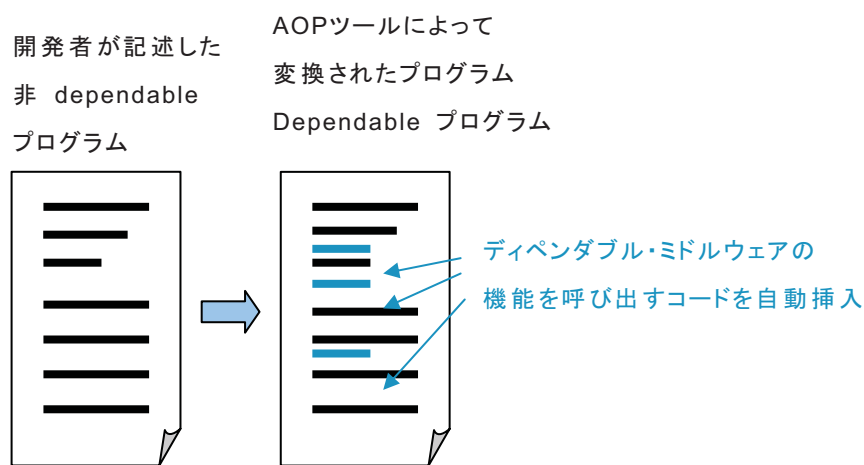 開発者が記述した
非 dependable
プログラム
AOPツールによって
変換されたプログラム
Dependable プログラム
ディペンダブル・ミドルウェアの
機能を呼び出すコードを自動挿入